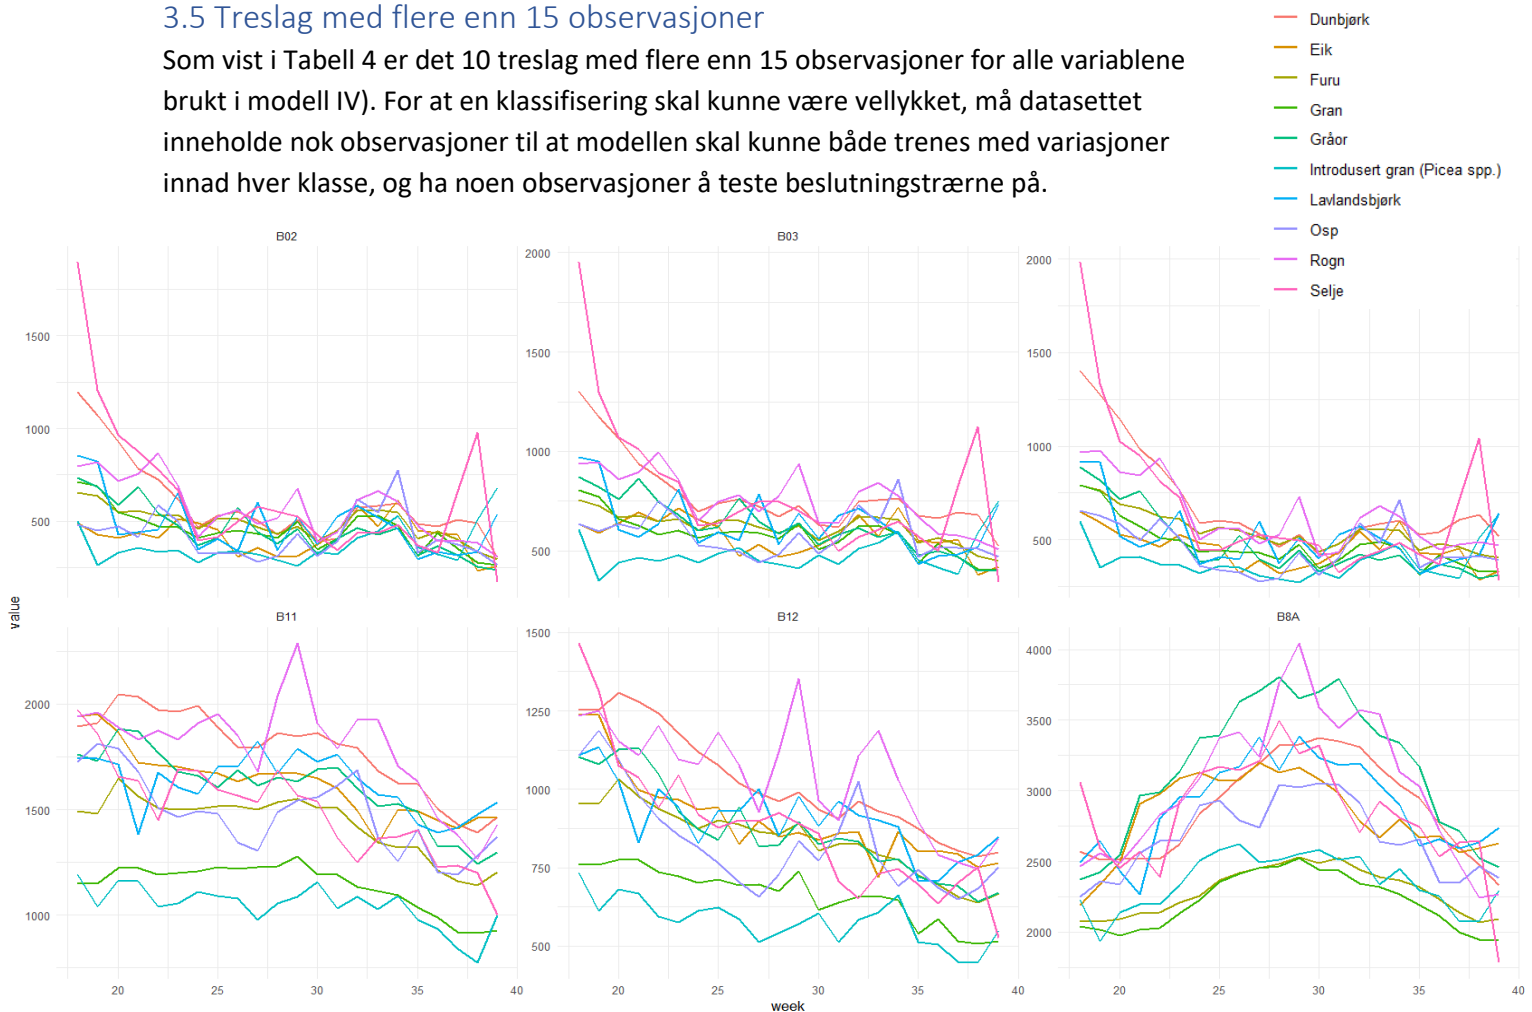 3.5 Treslag med flere enn 15 observasjoner
Som vist i Tabell 4 er det 10 treslag med flere enn 15 observasjoner for alle variablene
brukt i modell IV). For at en klassifisering skal kunne være vellykket, må datasettet
inneholde nok observasjoner til at modellen skal kunne både trenes med variasjoner
innad hver klasse, og ha noen observasjoner å teste beslutningstrærne på.
Dunbjørk
Eik
Furu
Gran
Gråor
Introdusert gran (Picea spp.)
Lavlandsbjørk
Osp
Rogn
Selje
B02
1500
1000
500
B03
2000
1500
1000
500
2000
1500
1000
500
value
B11
2000
1500
1000
20 25 30 35 40
B12
1500
1250
1000
750
500
20 25 30 35 40
B8A
4000
3500
3000
2500
2000
20 25 30 35 40
week